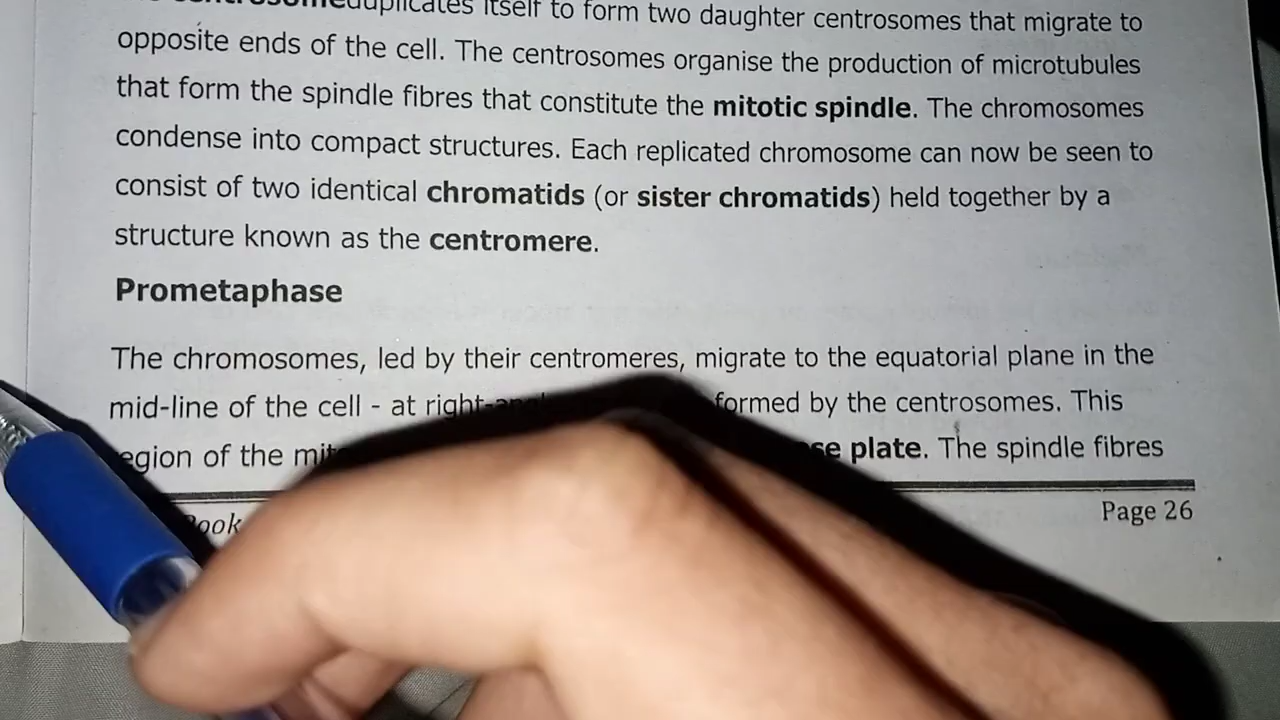 centrosome duplicates itself to form two daughter centrosomes that migrate to
opposite ends of the cell. The centrosomes organise the production of microtubules
that form the spindle fibres that constitute the mitotic spindle. The chromosomes
condense into compact structures. Each replicated chromosome can now be seen to
consist of two identical chromatids (or sister chromatids) held together by a
structure known as the centromere.
Prometaphase
The chromosomes, led by their centromeres, migrate to the equatorial plane in the
mid-line of the cell - at right- formed by the centrosomes. This
egion of the plate. The spindle fibres
Page 26